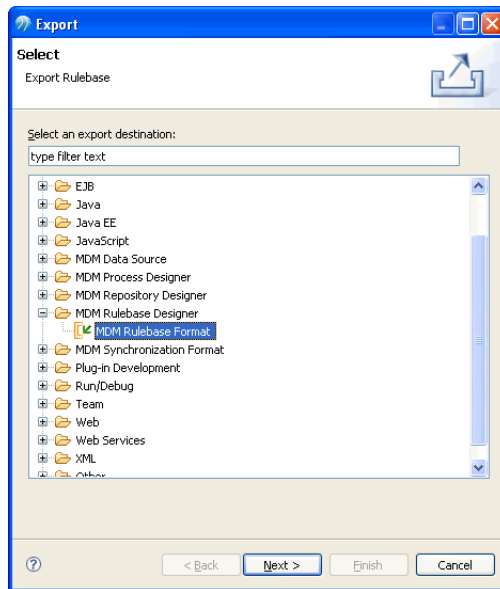 Export
Select
Export Rulebase
Select an export destination:
type filter text
EJB
Java
Java EE
JavaScript
MDM Data Source
MDM Process Designer
MDM Repository Designer
MDM Rulebase Designer
MDM Rulebase Format
MDM Synchronization Format
Plug-in Development
Run/Debug
Team
Web
Web Services
XML
Other
? < Back Next > Finish Cancel